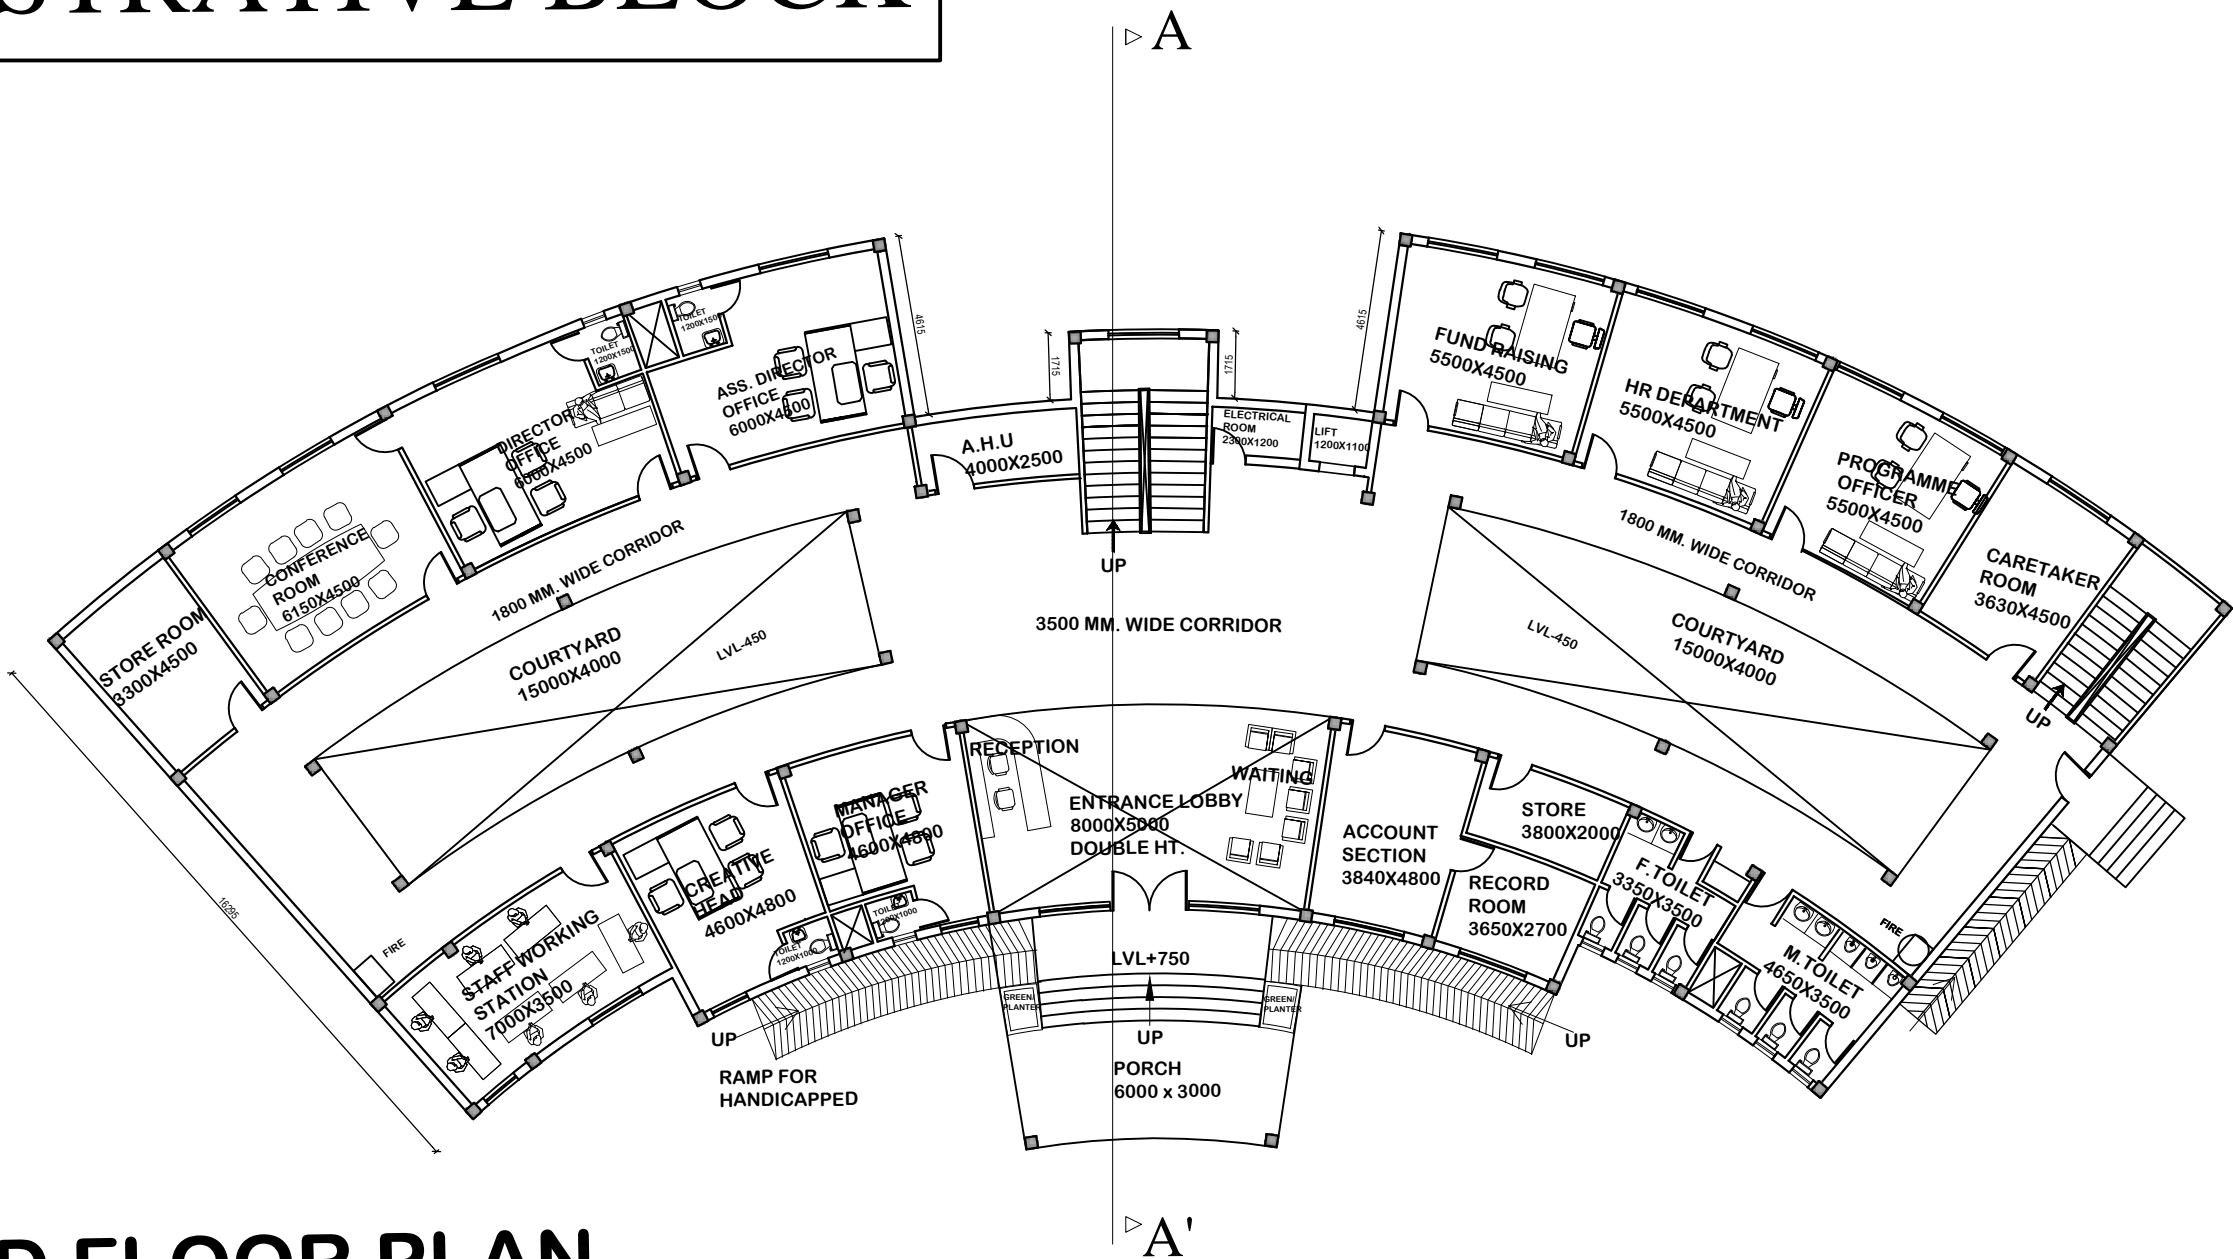 STRATIVE BLOCK
A
4615
1715
1715
4615
TOILET
1200X1500
TOILET
1200X1500
ASS. DIRECTOR
OFFICE
6000X4500
DIRECTOR
OFFICE
6000X4500
A.H.U
4000X2500
ELECTRICAL
ROOM
2300X1200
LIFT
1200X1100
FUND RAISING
5500X4500
HR DEPARTMENT
5500X4500
PROGRAMME
OFFICER
5500X4500
CARETAKER
ROOM
3630X4500
CONFERENCE
ROOM
6150X4500
STORE ROOM
3300X4500
1800 MM. WIDE CORRIDOR
1800 MM. WIDE CORRIDOR
UP
3500 MM. WIDE CORRIDOR
COURTYARD
15000X4000
LVL-450
LVL-450
COURTYARD
15000X4000
UP
RECEPTION
WAITING
ENTRANCE LOBBY
8000X5000
DOUBLE HT.
MANAGER
OFFICE
4600X4800
CREATIVE
HEAD
4600X4800
TOILET
1200X1000
TOILET
1200X1000
ACCOUNT
SECTION
3840X4800
STORE
3800X2000
RECORD
ROOM
3650X2700
F.TOILET
3350X3500
M.TOILET
4650X3500
FIRE
FIRE
16295
STAFF WORKING
STATION
7000X3500
LVL+750
GREEN/
PLANTER
GREEN/
PLANTER
UP
UP
UP
RAMP FOR
HANDICAPPED
PORCH
6000 x 3000
A'
D FLOOR PLAN